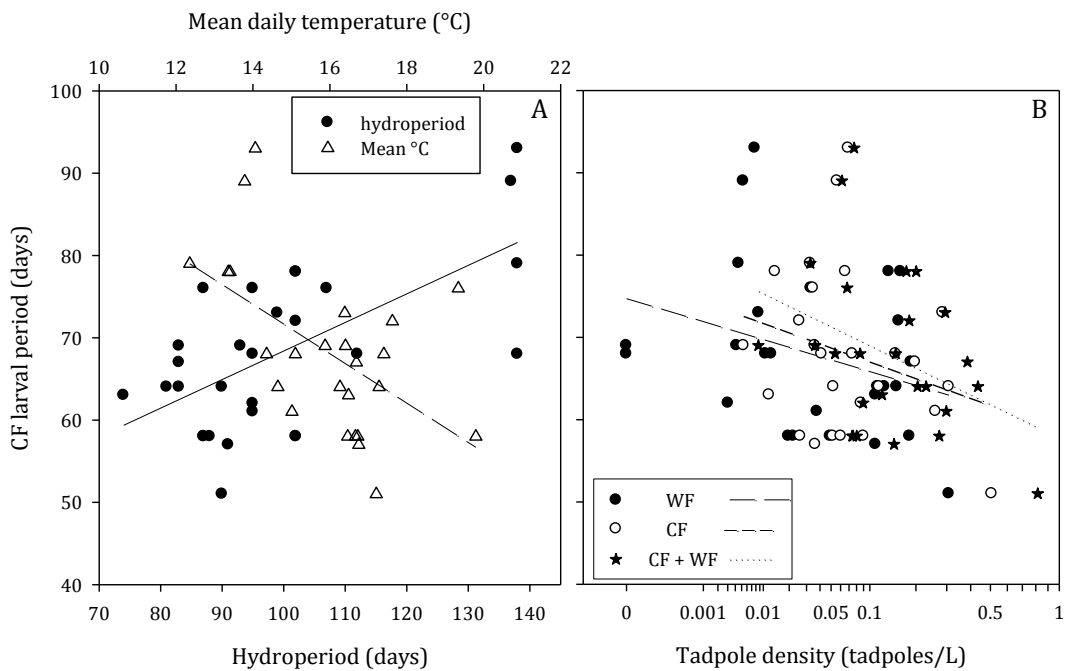 Mean daily temperature (°C)
10 12 14 16 18 20 22
100
90
80
70
60
50
40
CF larval period (days)
A
hydroperiod
Mean °C
70 80 90 100 110 120 130 140
Hydroperiod (days)
B
WF
CF
CF + WF
0 0.001 0.01 0.05 0.1 0.5 1
Tadpole density (tadpoles/L)